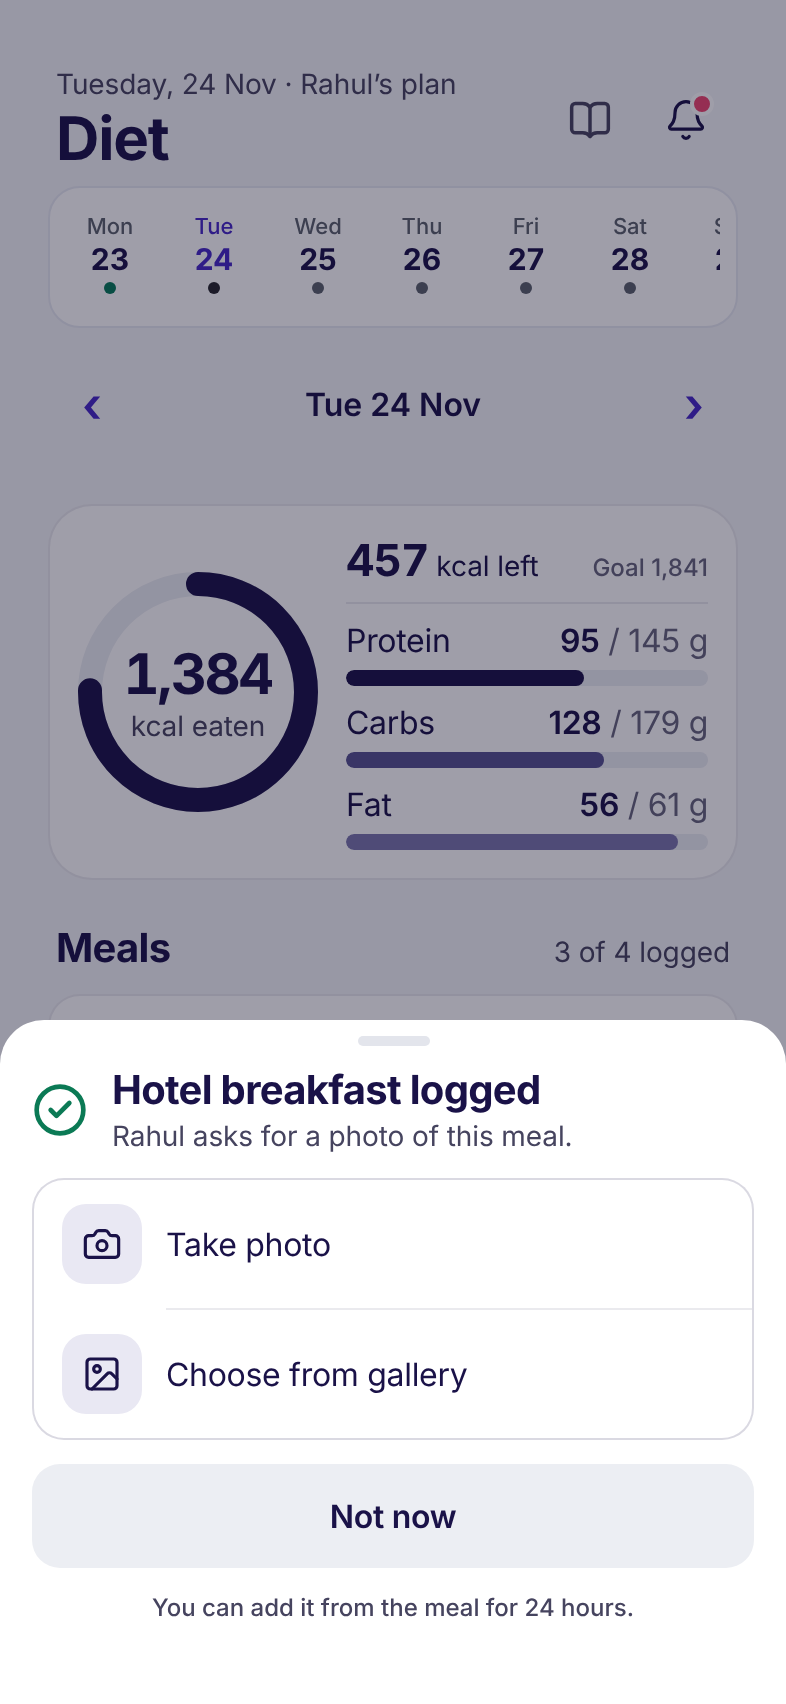 Tuesday, 24 Nov · Rahul’s plan
Diet
Mon Tue Wed Thu Fri Sat
23 24 25 26 27 28
‹ Tue 24 Nov ›
457 kcal left Goal 1,841
1,384
kcal eaten
Protein 95 / 145 g
Carbs 128 / 179 g
Fat 56 / 61 g
Meals 3 of 4 logged
Hotel breakfast logged
Rahul asks for a photo of this meal.
Take photo
Choose from gallery
Not now
You can add it from the meal for 24 hours.